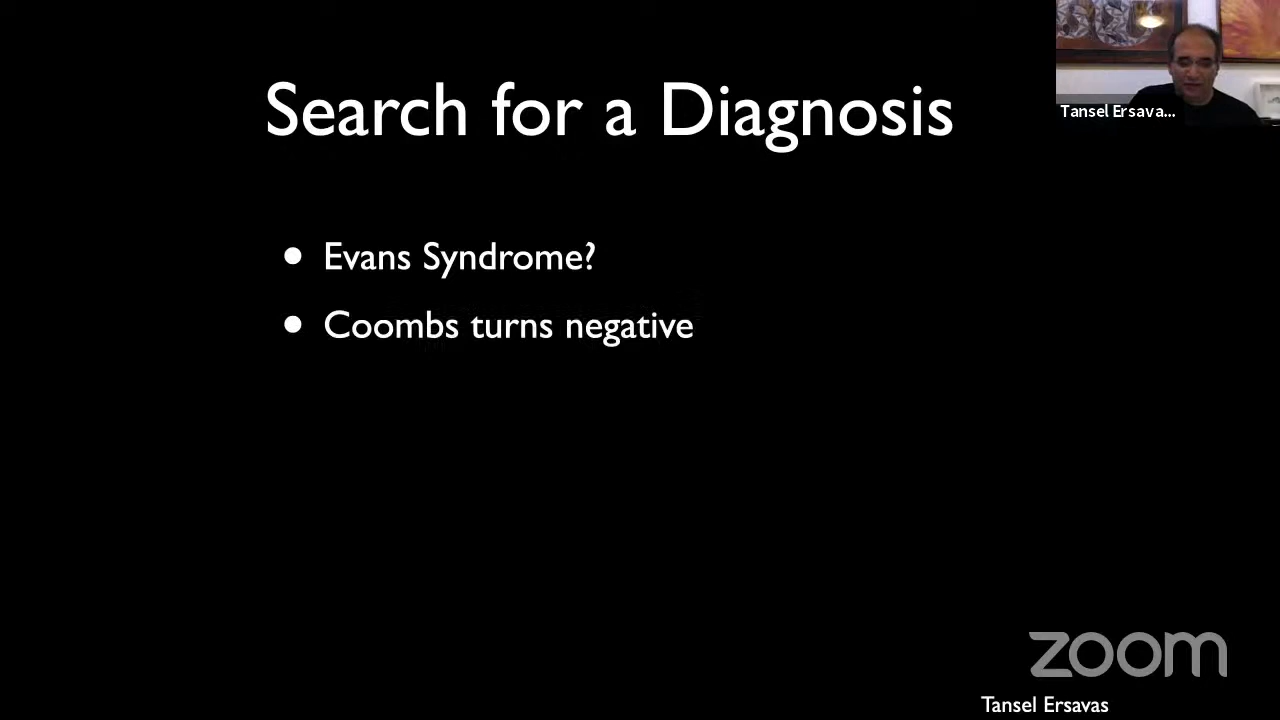 Search for a Diagnosis
Tansel Ersava...
• Evans Syndrome?
• Coombs turns negative
zoom
Tansel Ersavas